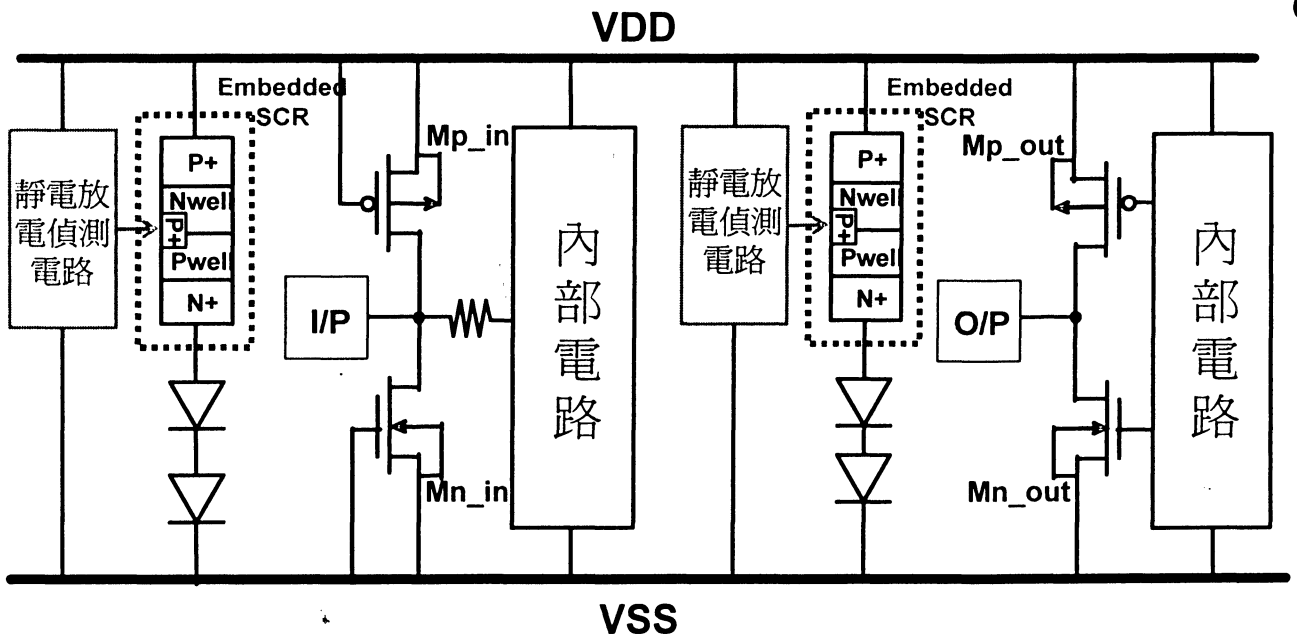 VDD
Embedded
SCR
靜電放
電偵測
電路
P+
Nwell
P+
Pwell
N+
Mp_in
I/P
Mn_in
內
部
電
路
Embedded
SCR
靜電放
電偵測
電路
P+
Nwell
P+
Pwell
N+
Mp_out
O/P
Mn_out
內
部
電
路
VSS